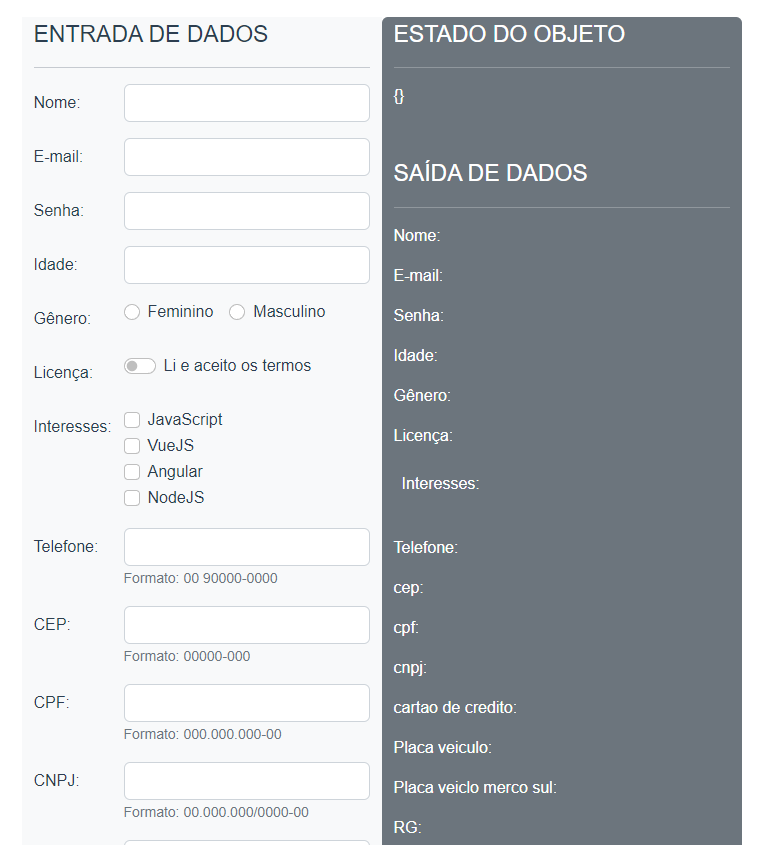 ENTRADA DE DADOS
Nome:
E-mail:
Senha:
Idade:
Gênero: Feminino Masculino
Licença: Li e aceito os termos
Interesses: JavaScript
VueJS
Angular
NodeJS
Telefone:
Formato: 00 90000-0000
CEP:
Formato: 00000-000
CPF:
Formato: 000.000.000-00
CNPJ:
Formato: 00.000.000/0000-00
ESTADO DO OBJETO
{}
SAÍDA DE DADOS
Nome:
E-mail:
Senha:
Idade:
Gênero:
Licença:
Interesses:
Telefone:
cep:
cpf:
cnpj:
cartao de credito:
Placa veiculo:
Placa veiclo merco sul:
RG: